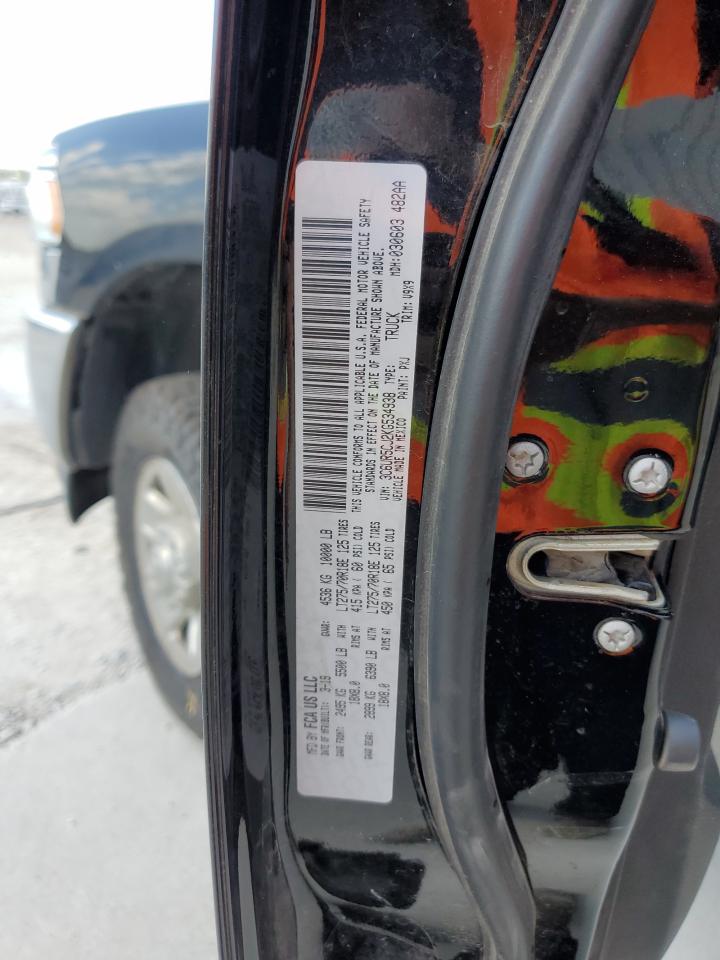 MFD BY FCA US LLC
DATE OF MFR(BUILT): 3-19 GVWR: 4536 KG 10000 LB
GAWR FRONT: 2495 KG 5500 LB WITH LT275/70R18E 125 TIRES
18X8.0 RIMS AT 415 KPA ( 60 PSI) COLD
GAWR REAR: 2899 KG 6390 LB WITH LT275/70R18E 125 TIRES
18X8.0 RIMS AT 450 KPA ( 65 PSI) COLD
THIS VEHICLE CONFORMS TO ALL APPLICABLE U.S.A. FEDERAL MOTOR VEHICLE SAFETY
STANDARDS IN EFFECT ON THE DATE OF MANUFACTURE SHOWN ABOVE.
VIN: 3C6UR5CJ2KG534938 TYPE: TRUCK MDH:030603 482AA
VEHICLE MADE IN MEXICO PAINT: PXJ TRIM: V9X9